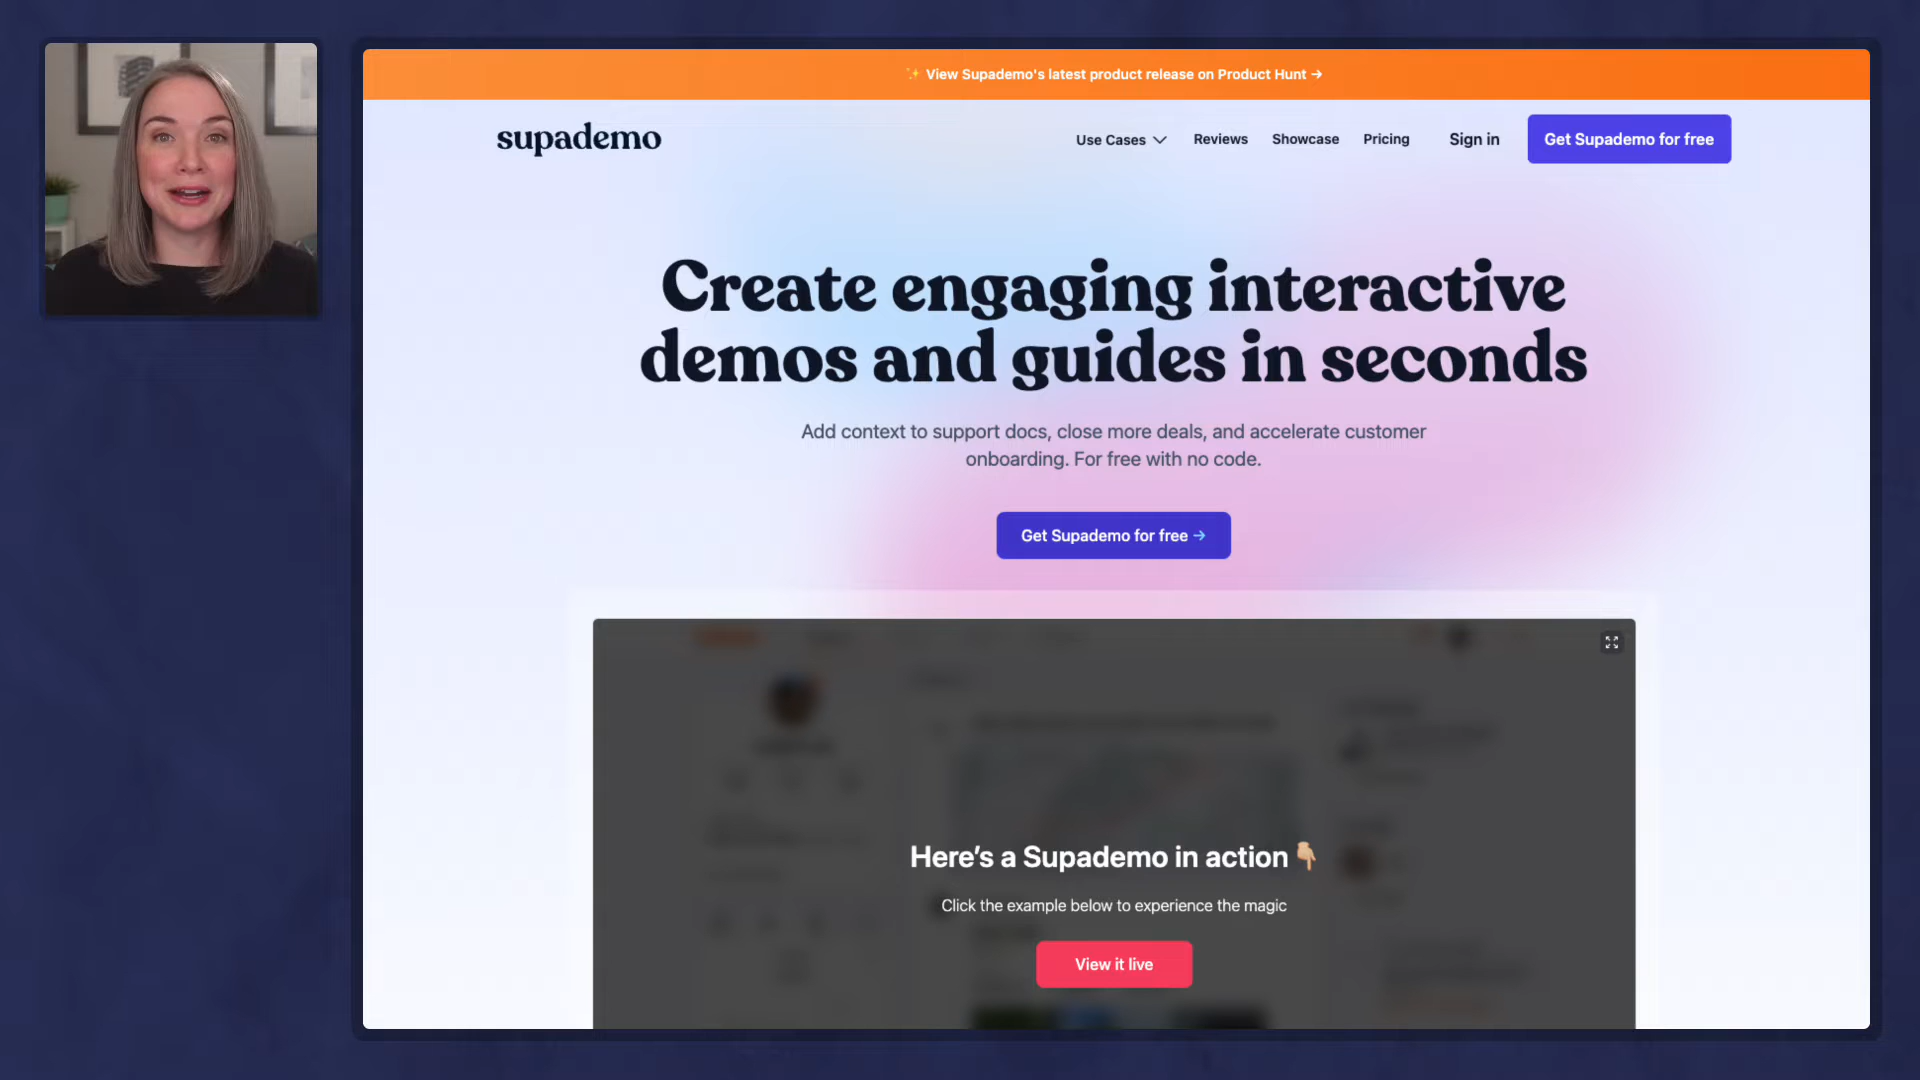 ✨ View Supademo's latest product release on Product Hunt →
supademo
Use Cases
Reviews
Showcase
Pricing
Sign in
Get Supademo for free
Create engaging interactive
demos and guides in seconds
Add context to support docs, close more deals, and accelerate customer
onboarding. For free with no code.
Get Supademo for free →
Here's a Supademo in action 👇🏼
Click the example below to experience the magic
View it live